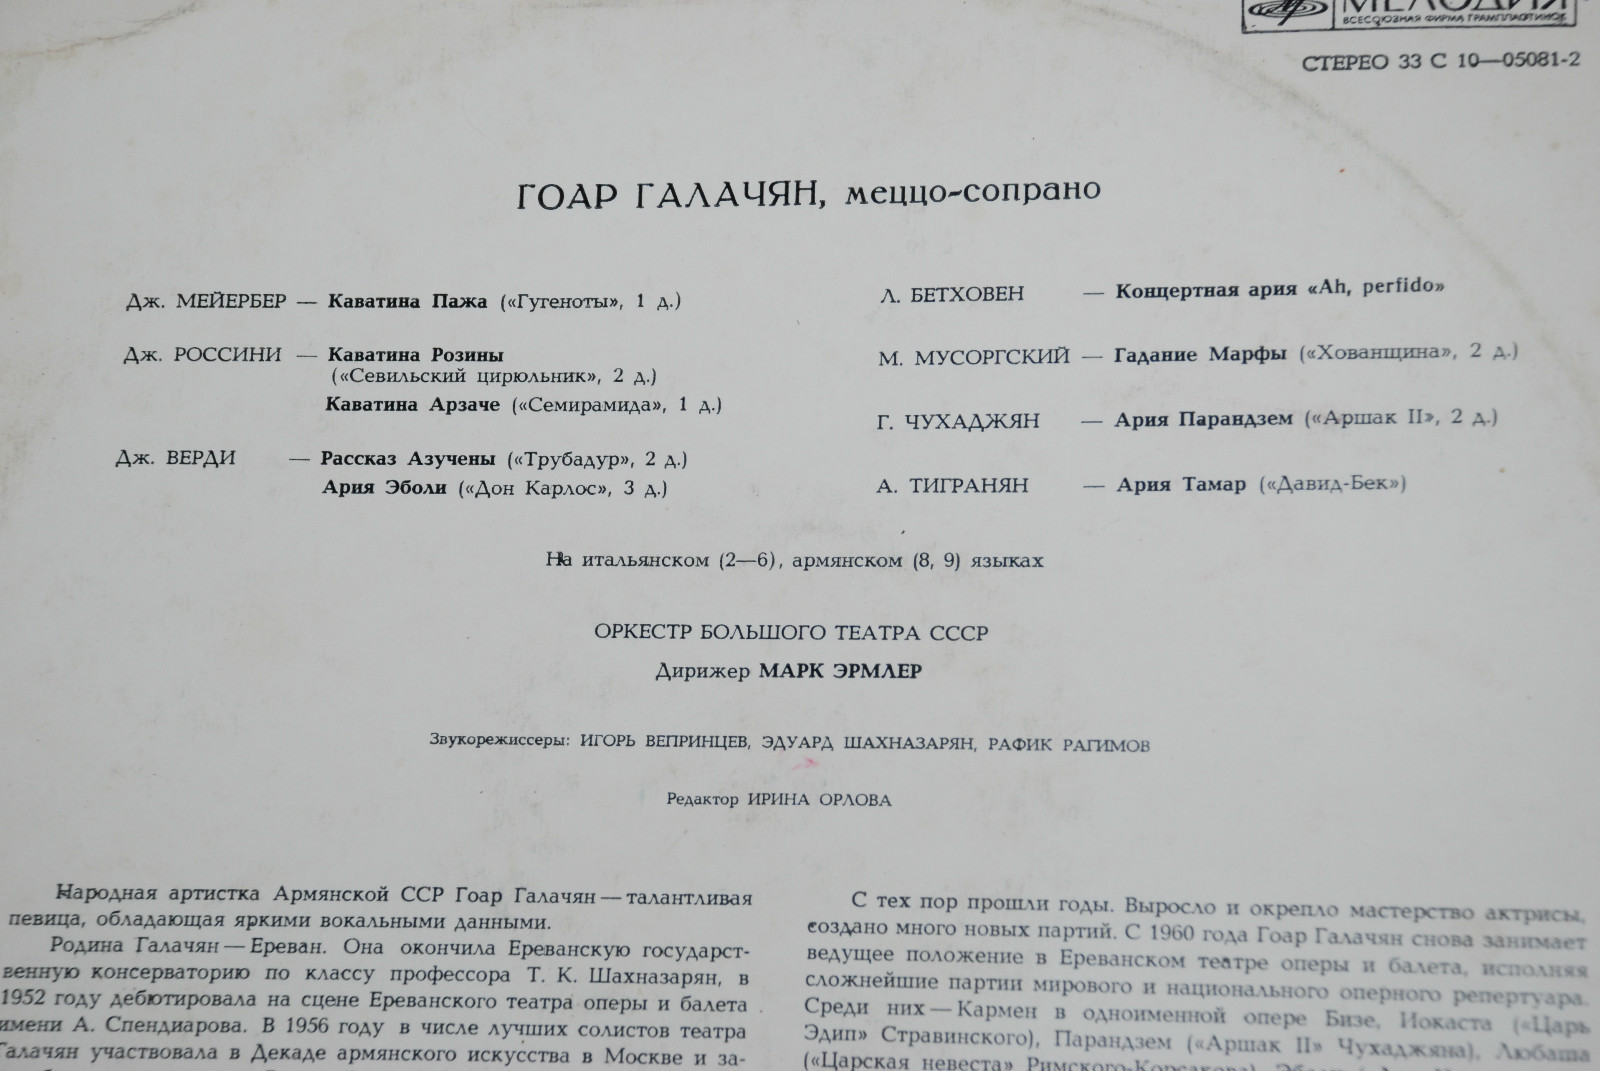 МЕЛОДИЯ
ВСЕСОЮЗНАЯ ФИРМА ГРАМПЛАСТИНОК
СТЕРЕО 33 С 10—05081-2
ГОАР ГАЛАЧЯН, меццо-сопрано
Дж. МЕЙЕРБЕР — Каватина Пажа («Гугеноты», 1 д.)
Дж. РОССИНИ — Каватина Розины
(«Севильский цирюльник», 2 д.)
Каватина Арзаче («Семирамида», 1 д.)
Дж. ВЕРДИ — Рассказ Азучены («Трубадур», 2 д.)
Ария Эболи («Дон Карлос», 3 д.)
Л. БЕТХОВЕН — Концертная ария «Ah, perfido»
М. МУСОРГСКИЙ — Гадание Марфы («Хованщина», 2 д.)
Г. ЧУХАДЖЯН — Ария Парандзем («Аршак II», 2 д.)
А. ТИГРАНЯН — Ария Тамар («Давид-Бек»)
На итальянском (2—6), армянском (8, 9) языках
ОРКЕСТР БОЛЬШОГО ТЕАТРА СССР
Дирижер МАРК ЭРМЛЕР
Звукорежиссеры: ИГОРЬ ВЕПРИНЦЕВ, ЭДУАРД ШАХНАЗАРЯН, РАФИК РАГИМОВ
Редактор ИРИНА ОРЛОВА
Народная артистка Армянской ССР Гоар Галачян — талантливая
певица, обладающая яркими вокальными данными.
Родина Галачян — Ереван. Она окончила Ереванскую государст-
венную консерваторию по классу профессора Т. К. Шахназарян, в
1952 году дебютировала на сцене Ереванского театра оперы и балета
имени А. Спендиарова. В 1956 году в числе лучших солистов театра
Галачян участвовала в Декаде армянского искусства в Москве и за-
С тех пор прошли годы. Выросло и окрепло мастерство актрисы,
создано много новых партий. С 1960 года Гоар Галачян снова занимает
ведущее положение в Ереванском театре оперы и балета, исполняя
сложнейшие партии мирового и национального оперного репертуара.
Среди них — Кармен в одноименной опере Бизе, Иокаста («Царь
Эдип» Стравинского), Парандзем («Аршак II» Чухаджяна), Любаша
(«Царская невеста» Римского-Корсакова),